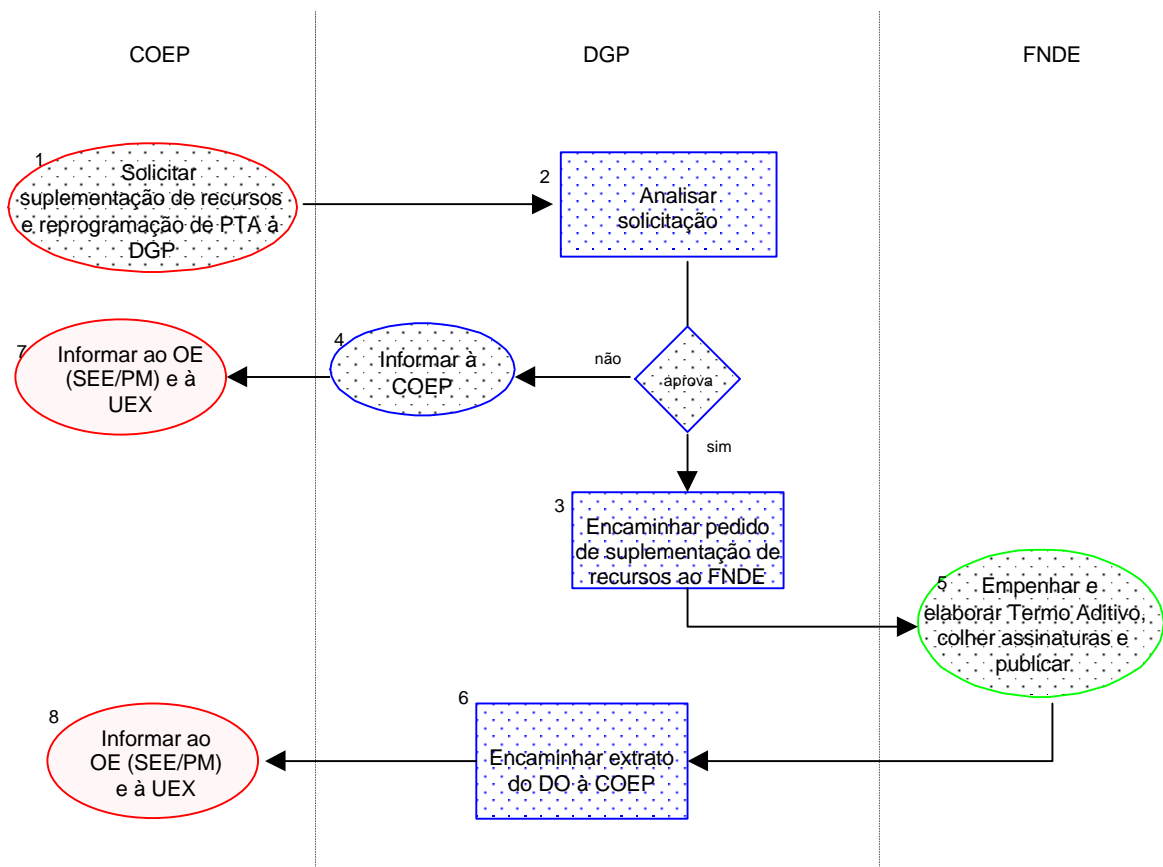 COEP
DGP
FNDE
1
Solicitar
suplementação de recursos
e reprogramação de PTA à
DGP
2
Analisar
solicitação
7
Informar ao OE
(SEE/PM) e à
UEX
4
Informar à
COEP
não
aprova
sim
3
Encaminhar pedido
de suplementação de
recursos ao FNDE
5
Empenhar e
elaborar Termo Aditivo,
colher assinaturas e
publicar
8
Informar ao
OE (SEE/PM)
e à UEX
6
Encaminhar extrato
do DO à COEP